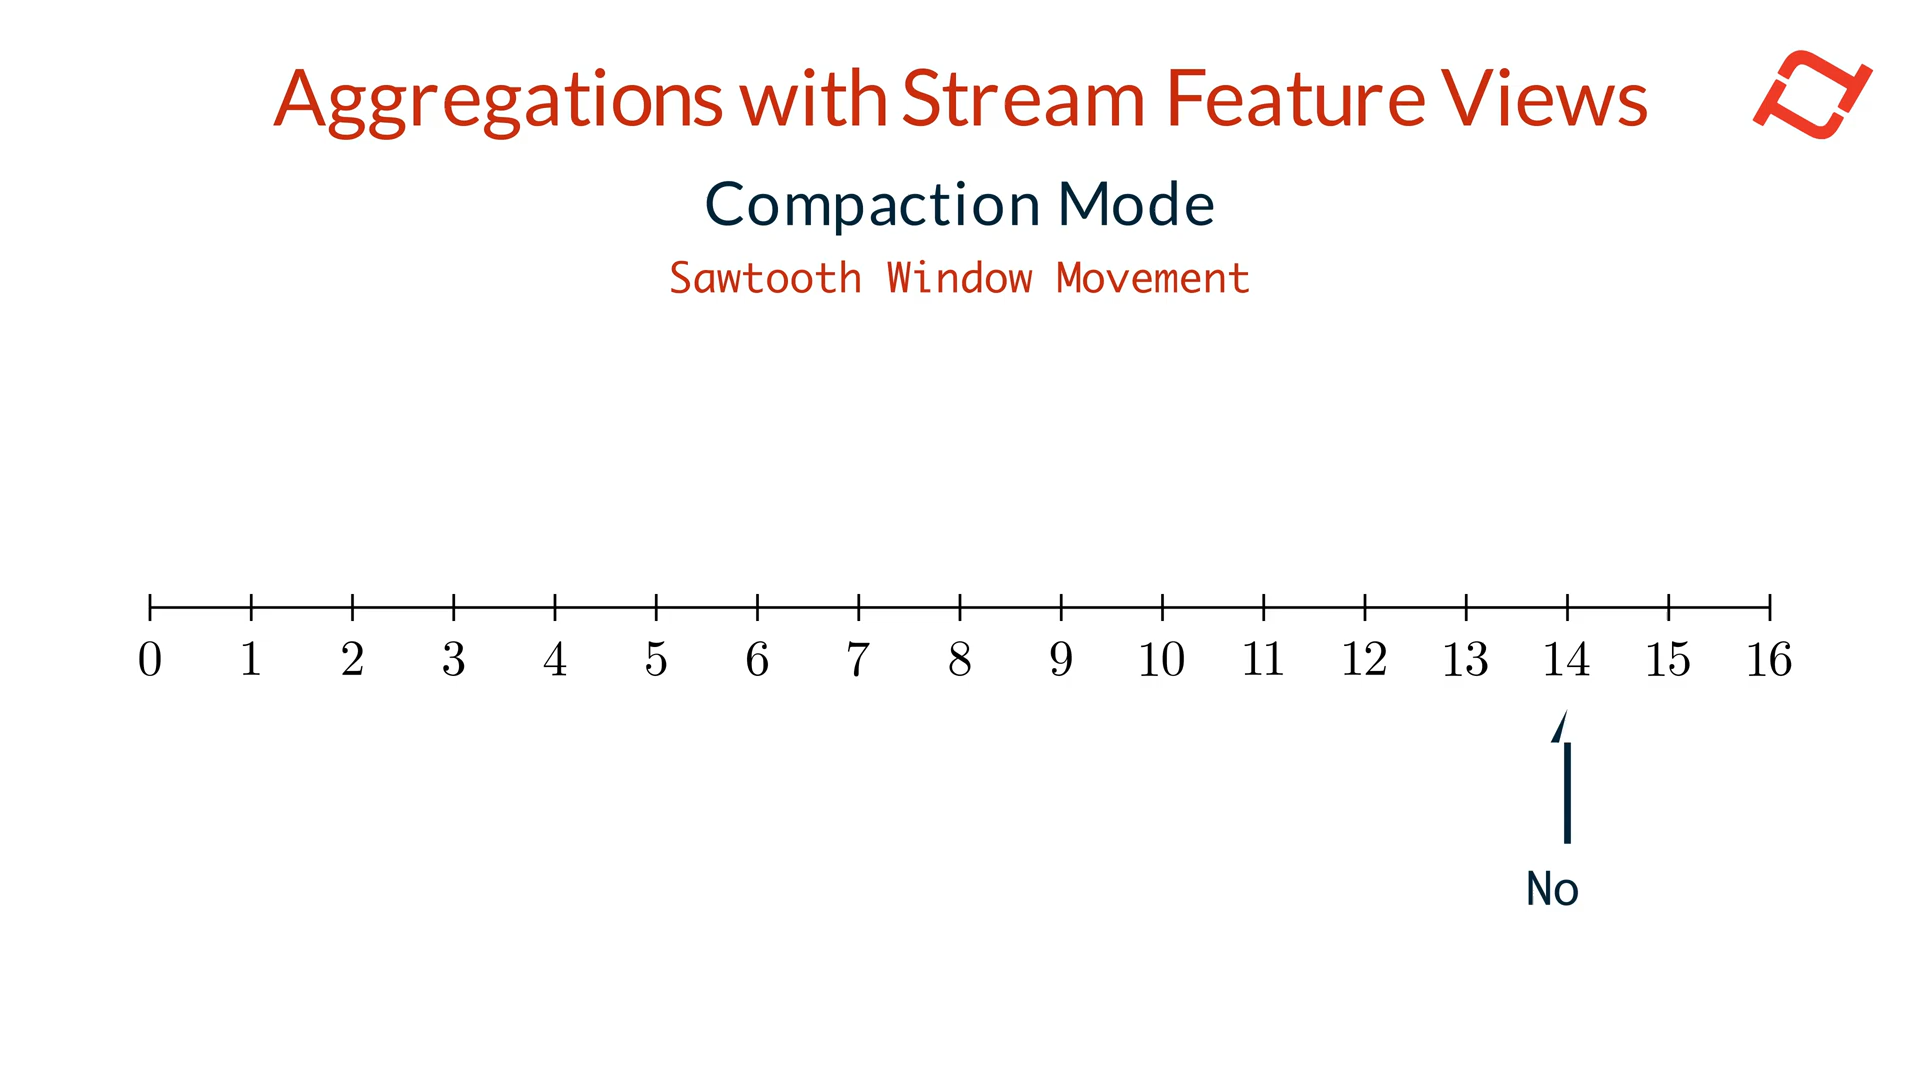 Aggregations with Stream Feature Views
Compaction Mode
Sawtooth Window Movement
0 1 2 3 4 5 6 7 8 9 10 11 12 13 14 15 16
No